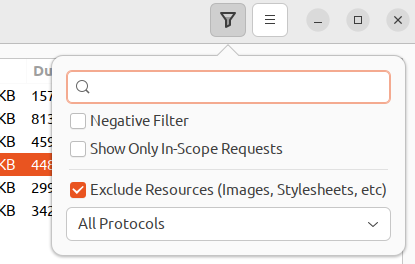 Du
KB 157
KB 813
KB 459
KB 448
KB 299
KB 342
Negative Filter
Show Only In-Scope Requests
Exclude Resources (Images, Stylesheets, etc)
All Protocols